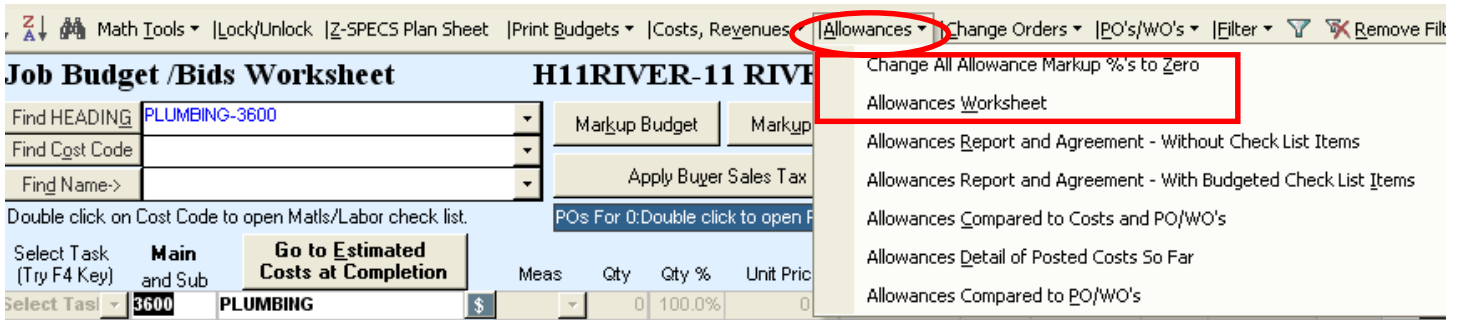 Z A Math Tools |Lock/Unlock |Z-SPECS Plan Sheet |Print Budgets |Costs, Revenues |Allowances |Change Orders |PO's/WO's |Filter Remove Filt
Job Budget /Bids Worksheet H11RIVER-11 RIVE
Change All Allowance Markup %'s to Zero
Find HEADING PLUMBING-3600
Markup Budget Markup
Allowances Worksheet
Find Cost Code
Allowances Report and Agreement - Without Check List Items
Find Name->
Apply Buyer Sales Tax
Allowances Report and Agreement - With Budgeted Check List Items
Double click on Cost Code to open Matls/Labor check list.
POs For 0:Double click to open P
Allowances Compared to Costs and PO/WO's
Select Task (Try F4 Key)
Main and Sub
Go to Estimated Costs at Completion
Meas Qty Qty % Unit Pric
Allowances Detail of Posted Costs So Far
Select Tasl 3600 PLUMBING $ 0 100.0% 0
Allowances Compared to PO/WO's